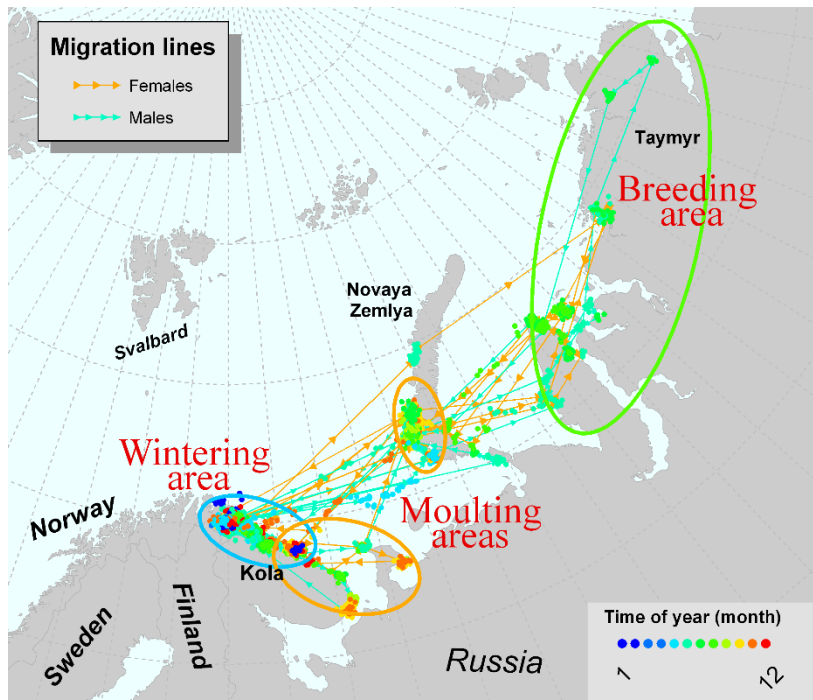 Migration lines
Females
Males
Taymyr
Breeding
area
Novaya
Zemlya
Svalbard
Wintering
area
Norway
Moulting
areas
Kola
Sweden
Finland
Russia
Time of year (month)
1
12